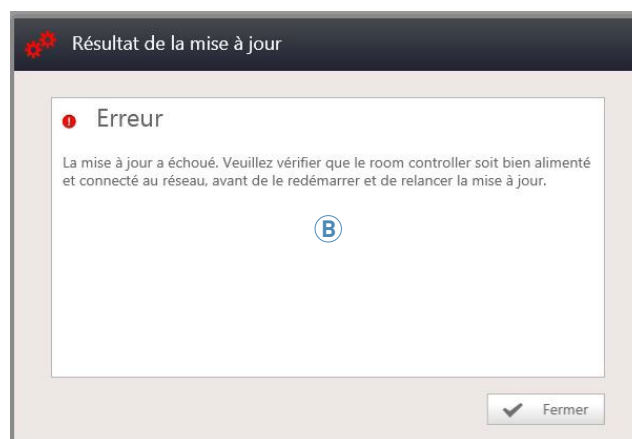 Résultat de la mise à jour
Erreur
La mise à jour a échoué. Veuillez vérifier que le room controller soit bien alimenté
et connecté au réseau, avant de le redémarrer et de relancer la mise à jour.
B
Fermer